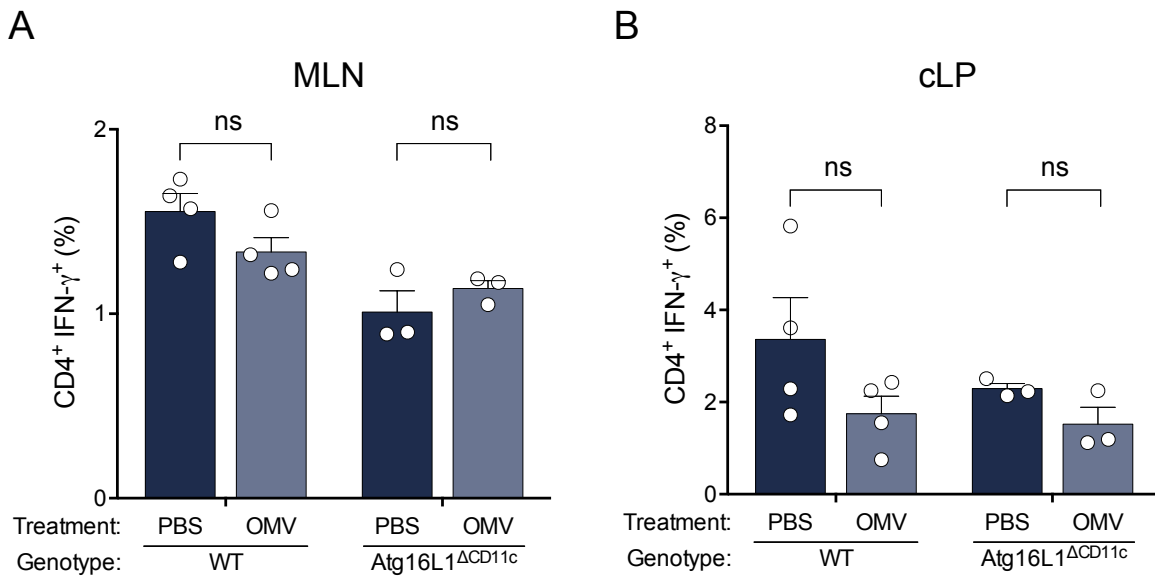 A
MLN
ns ns
2
1
0
CD4⁺ IFN-γ⁺ (%)
Treatment: PBS OMV PBS OMV
Genotype: WT Atg16L1ΔCD11c
B
cLP
ns ns
8
6
4
2
0
CD4⁺ IFN-γ⁺ (%)
Treatment: PBS OMV PBS OMV
Genotype: WT Atg16L1ΔCD11c